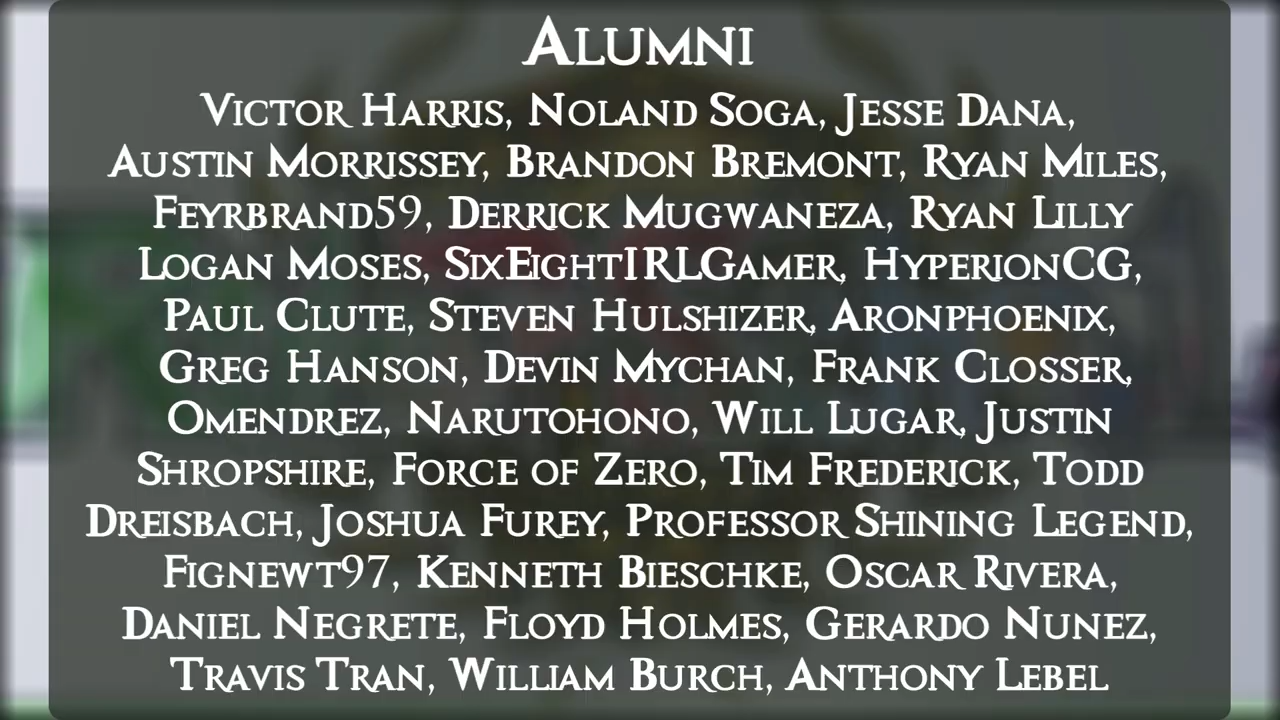 Alumni
Victor Harris, Noland Soga, Jesse Dana,
Austin Morrissey, Brandon Bremont, Ryan Miles,
Feyrbrand59, Derrick Mugwaneza, Ryan Lilly
Logan Moses, SixEightIRLGamer, HyperionCG,
Paul Clute, Steven Hulshizer, Aronphoenix,
Greg Hanson, Devin Mychan, Frank Closser,
Omendrez, Narutohono, Will Lugar, Justin
Shropshire, Force of Zero, Tim Frederick, Todd
Dreisbach, Joshua Furey, Professor Shining Legend,
Fignewt97, Kenneth Bieschke, Oscar Rivera,
Daniel Negrete, Floyd Holmes, Gerardo Nunez,
Travis Tran, William Burch, Anthony Lebel